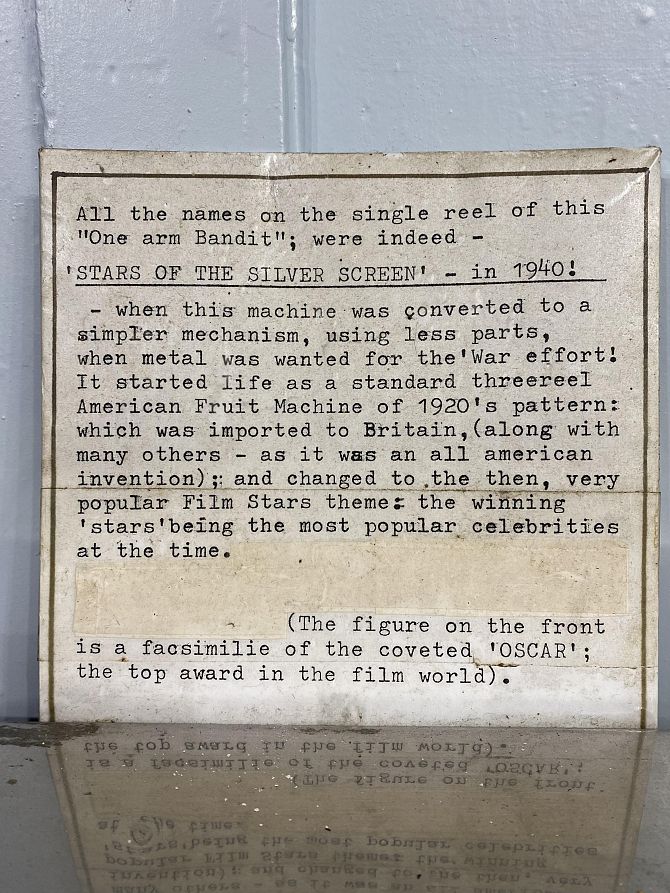 All the names on the single reel of this
"One arm Bandit"; were indeed -
'STARS OF THE SILVER SCREEN' - in 1940!
- when this machine was converted to a
simpler mechanism, using less parts,
when metal was wanted for the'War effort!
It started life as a standard threereel
American Fruit Machine of 1920's pattern:
which was imported to Britain,(along with
many others - as it was an all american
invention);: and changed to the then, very
popular Film Stars theme: the winning
'stars'being the most popular celebrities
at the time.
(The figure on the front
is a facsimilie of the coveted 'OSCAR';
the top award in the film world).